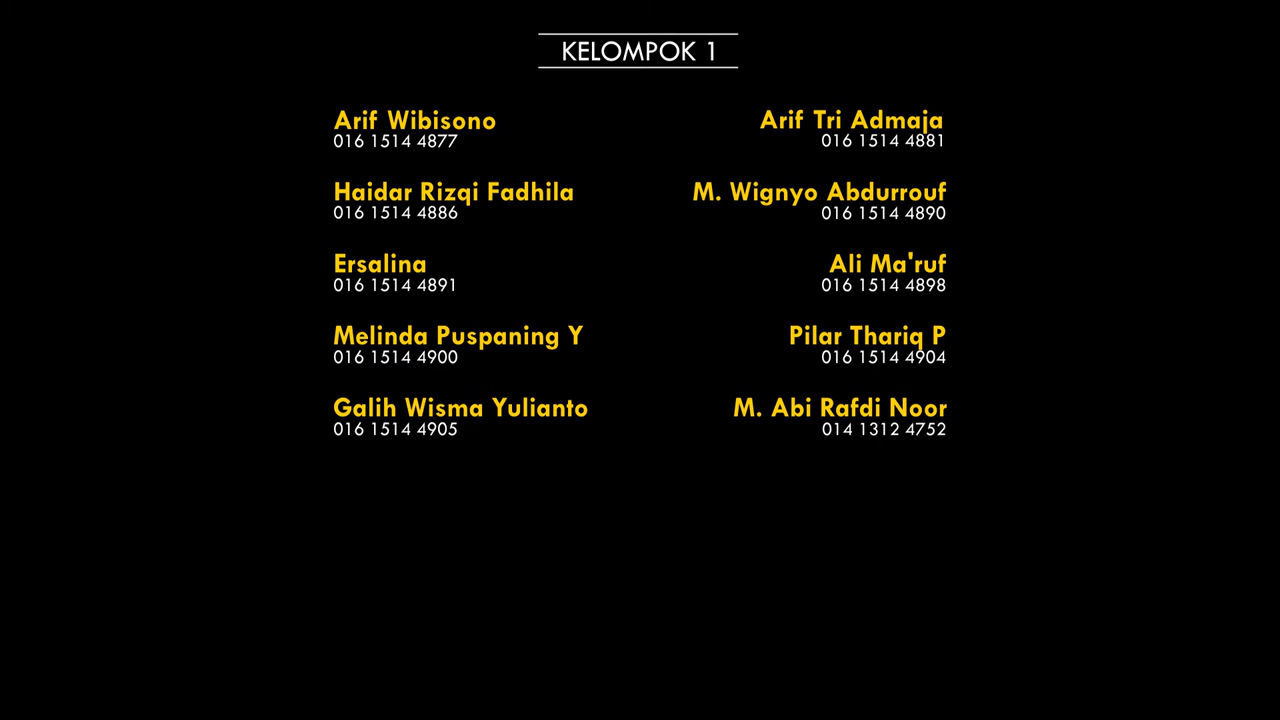 KELOMPOK 1
Arif Wibisono
016 1514 4877
Arif Tri Admaja
016 1514 4881
Haidar Rizqi Fadhila
016 1514 4886
M. Wignyo Abdurrouf
016 1514 4890
Ersalina
016 1514 4891
Ali Ma'ruf
016 1514 4898
Melinda Puspaning Y
016 1514 4900
Pilar Thariq P
016 1514 4904
Galih Wisma Yulianto
016 1514 4905
M. Abi Rafdi Noor
014 1312 4752